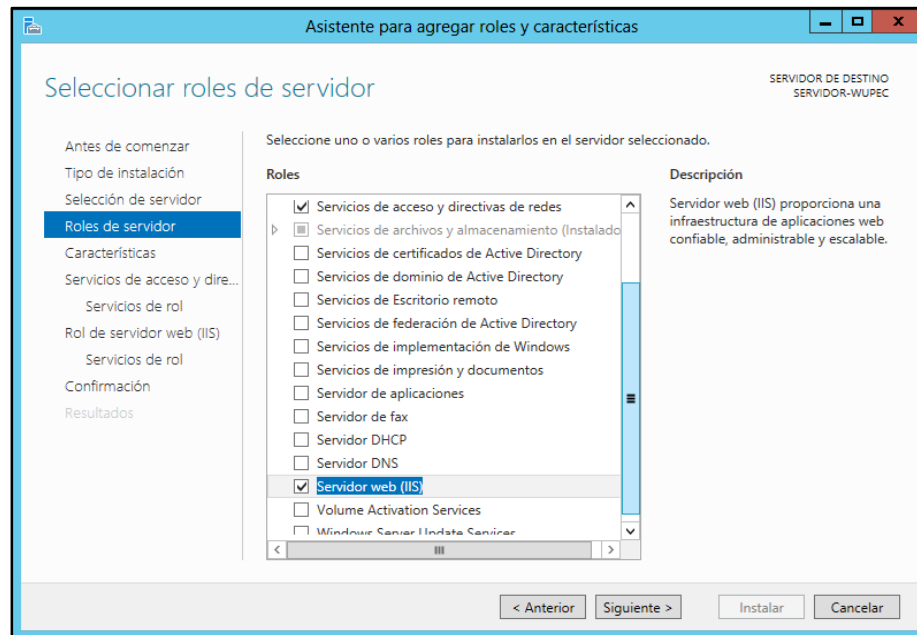 Asistente para agregar roles y características
Seleccionar roles de servidor
SERVIDOR DE DESTINO
SERVIDOR-WUPEC
Antes de comenzar
Tipo de instalación
Selección de servidor
Roles de servidor
Características
Servicios de acceso y dire...
Servicios de rol
Rol de servidor web (IIS)
Servicios de rol
Confirmación
Resultados
Seleccione uno o varios roles para instalarlos en el servidor seleccionado.
Roles
Servicios de acceso y directivas de redes
Servicios de archivos y almacenamiento (Instalado
Servicios de certificados de Active Directory
Servicios de dominio de Active Directory
Servicios de Escritorio remoto
Servicios de federación de Active Directory
Servicios de implementación de Windows
Servicios de impresión y documentos
Servidor de aplicaciones
Servidor de fax
Servidor DHCP
Servidor DNS
Servidor web (IIS)
Volume Activation Services
Windows Server Update Services
Descripción
Servidor web (IIS) proporciona una
infraestructura de aplicaciones web
confiable, administrable y escalable.
< Anterior
Siguiente >
Instalar
Cancelar